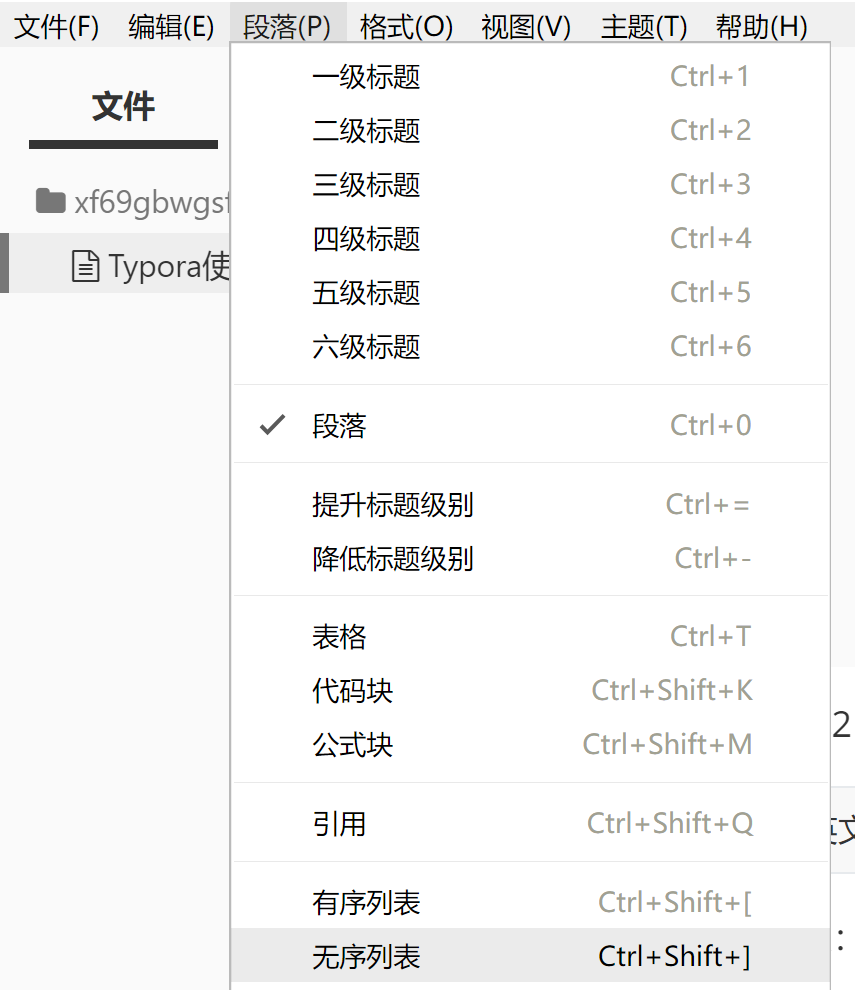 文件(F) 编辑(E) 段落(P) 格式(O) 视图(V) 主题(T) 帮助(H)
文件
xf69gbwgs
Typora使
一级标题 Ctrl+1
二级标题 Ctrl+2
三级标题 Ctrl+3
四级标题 Ctrl+4
五级标题 Ctrl+5
六级标题 Ctrl+6
段落 Ctrl+0
提升标题级别 Ctrl+=
降低标题级别 Ctrl+-
表格 Ctrl+T
代码块 Ctrl+Shift+K
公式块 Ctrl+Shift+M
2
引用 Ctrl+Shift+Q
有序列表 Ctrl+Shift+[
无序列表 Ctrl+Shift+]
: